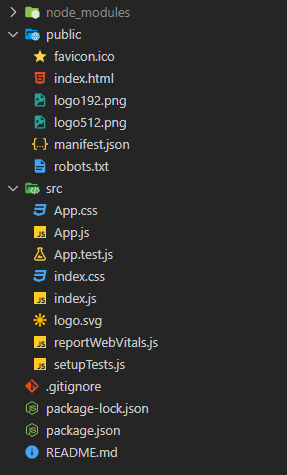 node_modules
public
favicon.ico
index.html
logo192.png
logo512.png
manifest.json
robots.txt
src
App.css
App.js
App.test.js
index.css
index.js
logo.svg
reportWebVitals.js
setupTests.js
.gitignore
package-lock.json
package.json
README.md